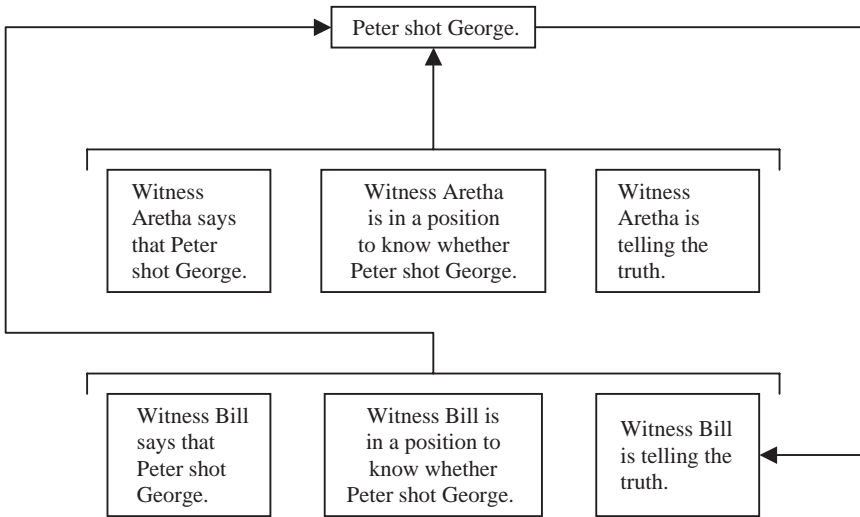 Peter shot George.
Witness
Aretha says
that Peter
shot George.
Witness Aretha
is in a position
to know whether
Peter shot George.
Witness
Aretha is
telling the
truth.
Witness Bill
says that
Peter shot
George.
Witness Bill is
in a position to
know whether
Peter shot George.
Witness Bill
is telling the
truth.